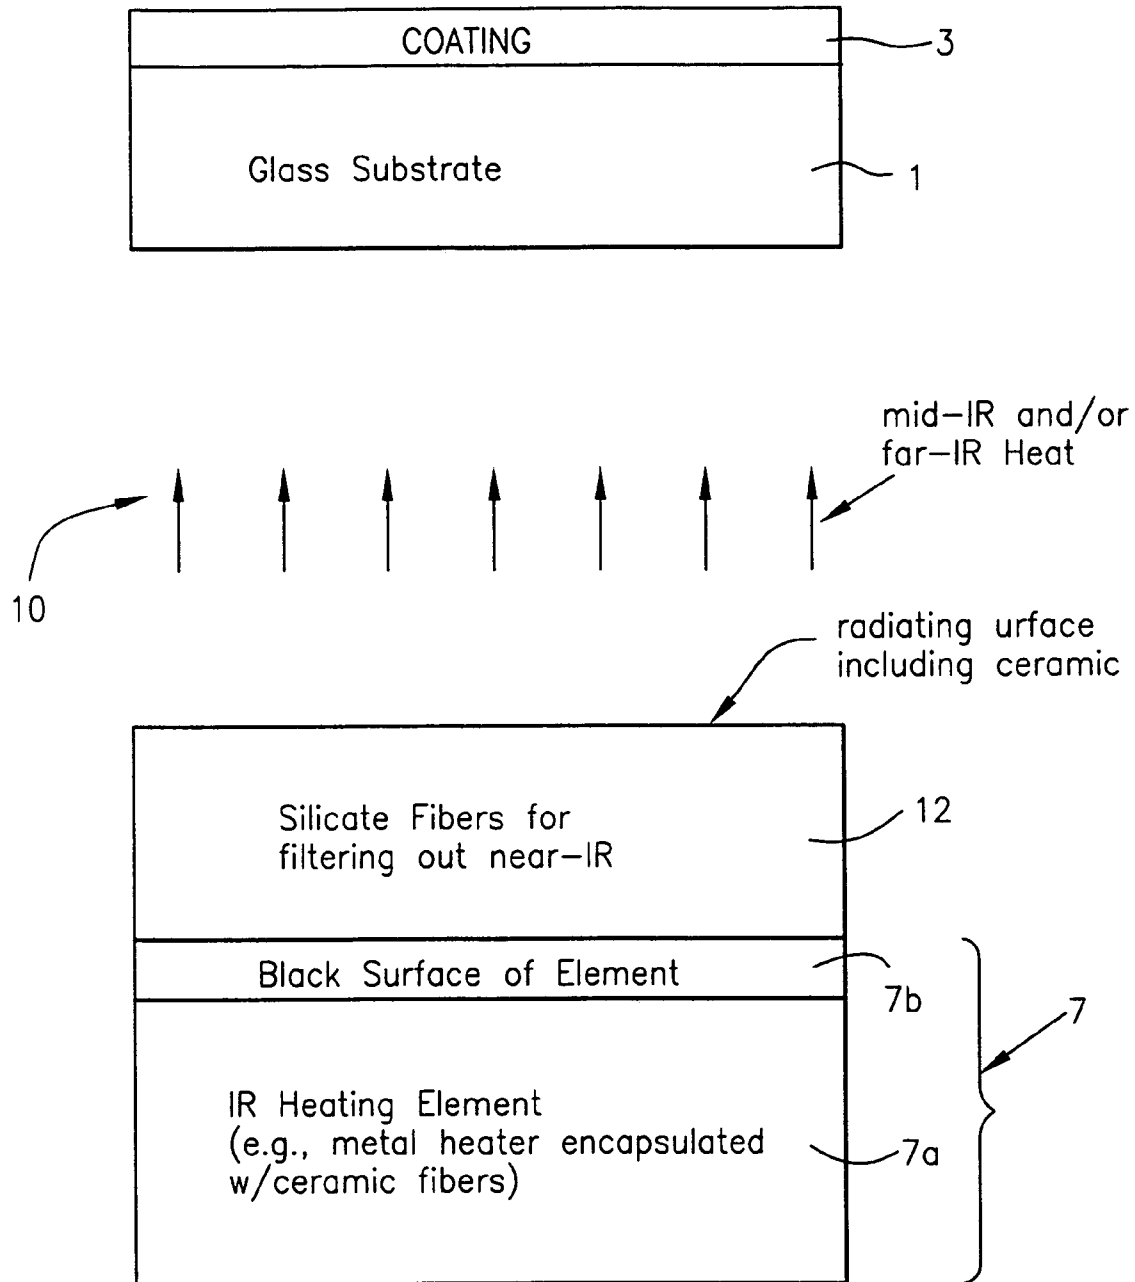 COATING
3
Glass Substrate
1
mid-IR and/or
far-IR Heat
10
radiating urface
including ceramic
Silicate Fibers for
filtering out near-IR
12
Black Surface of Element
7b
7
IR Heating Element
(e.g., metal heater encapsulated
w/ceramic fibers)
7a